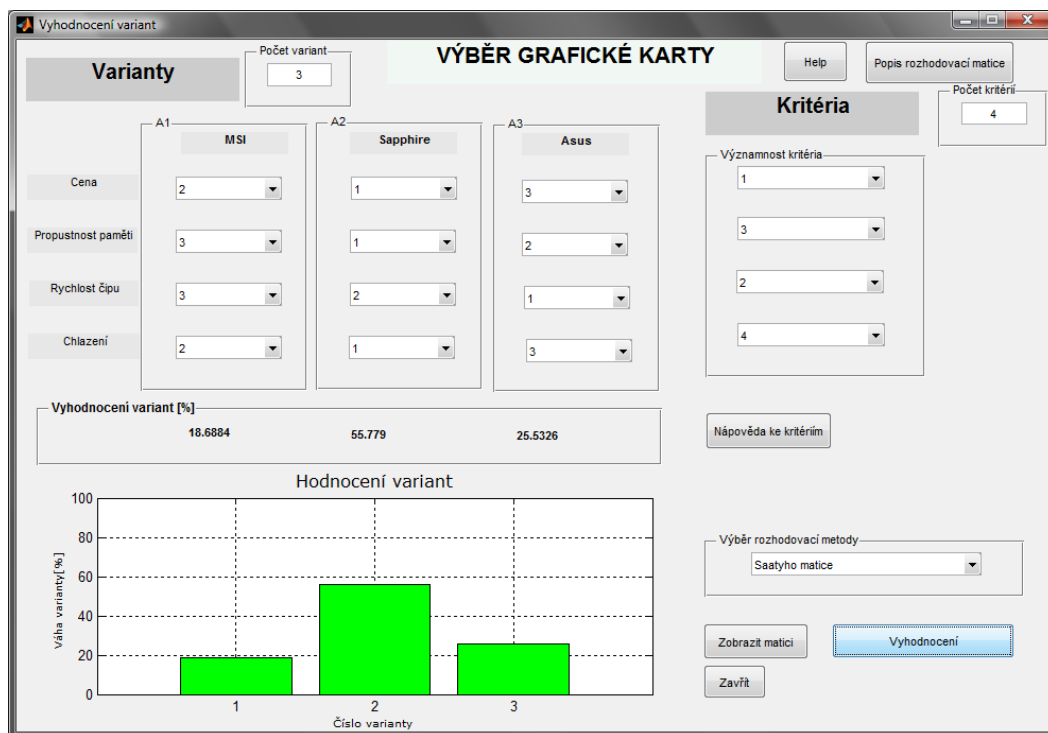 Vyhodnocení variant
Varianty
Počet variant
3
VÝBĚR GRAFICKÉ KARTY
Help
Popis rozhodovací matice
Kritéria
Počet kritérií
4
A1
A2
A3
MSI
Sapphire
Asus
Významnost kritéria
Cena
2
1
3
1
Propustnost paměti
3
1
2
3
Rychlost čipu
3
2
1
2
Chlazení
2
1
3
4
Vyhodnocení variant [%]
18.6884
55.779
25.5326
Nápověda ke kritériím
Hodnocení variant
100
80
60
40
20
0
Váha varianty[%]
1
2
3
Číslo varianty
Výběr rozhodovací metody
Saatyho matice
Zobrazit matici
Vyhodnocení
Zavřít